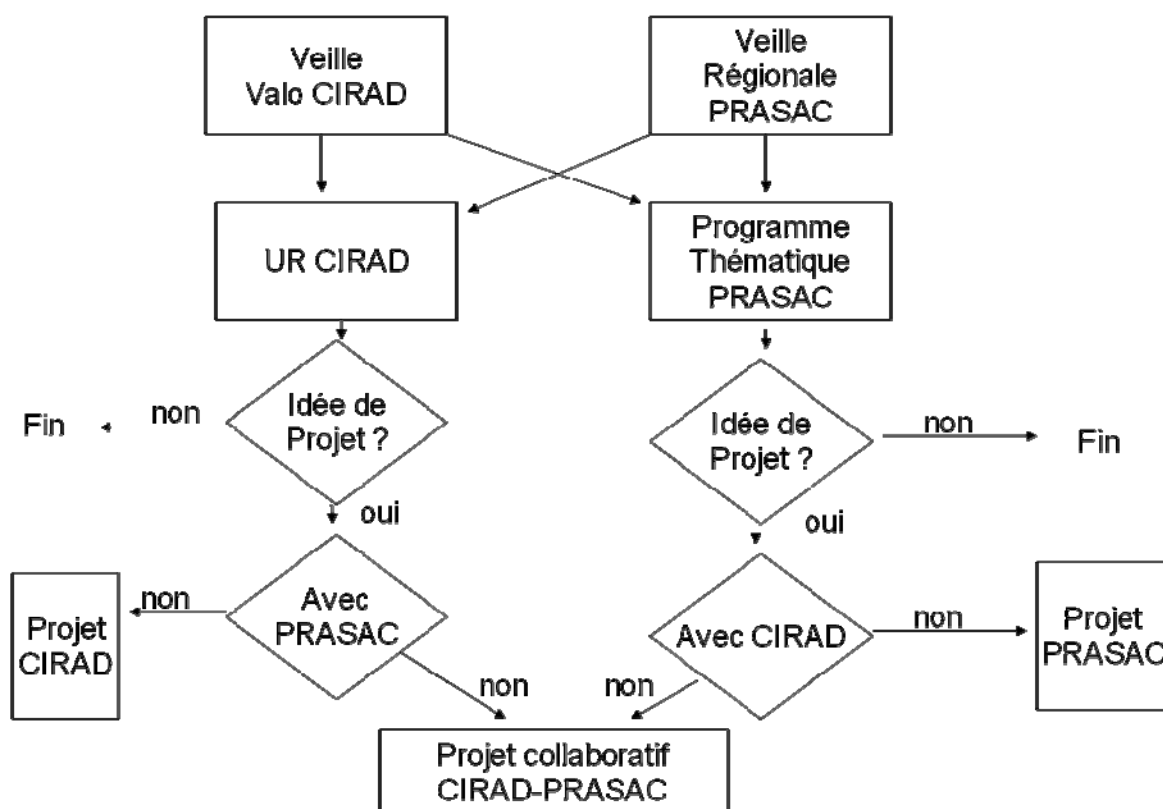 Veille
Valo CIRAD
Veille
Régionale
PRASAC
UR CIRAD
Programme
Thématique
PRASAC
Fin
non
Idée de
Projet ?
Idée de
Projet ?
non
Fin
oui
oui
Projet
CIRAD
non
Avec
PRASAC
Avec CIRAD
non
Projet
PRASAC
non
non
Projet collaboratif
CIRAD-PRASAC